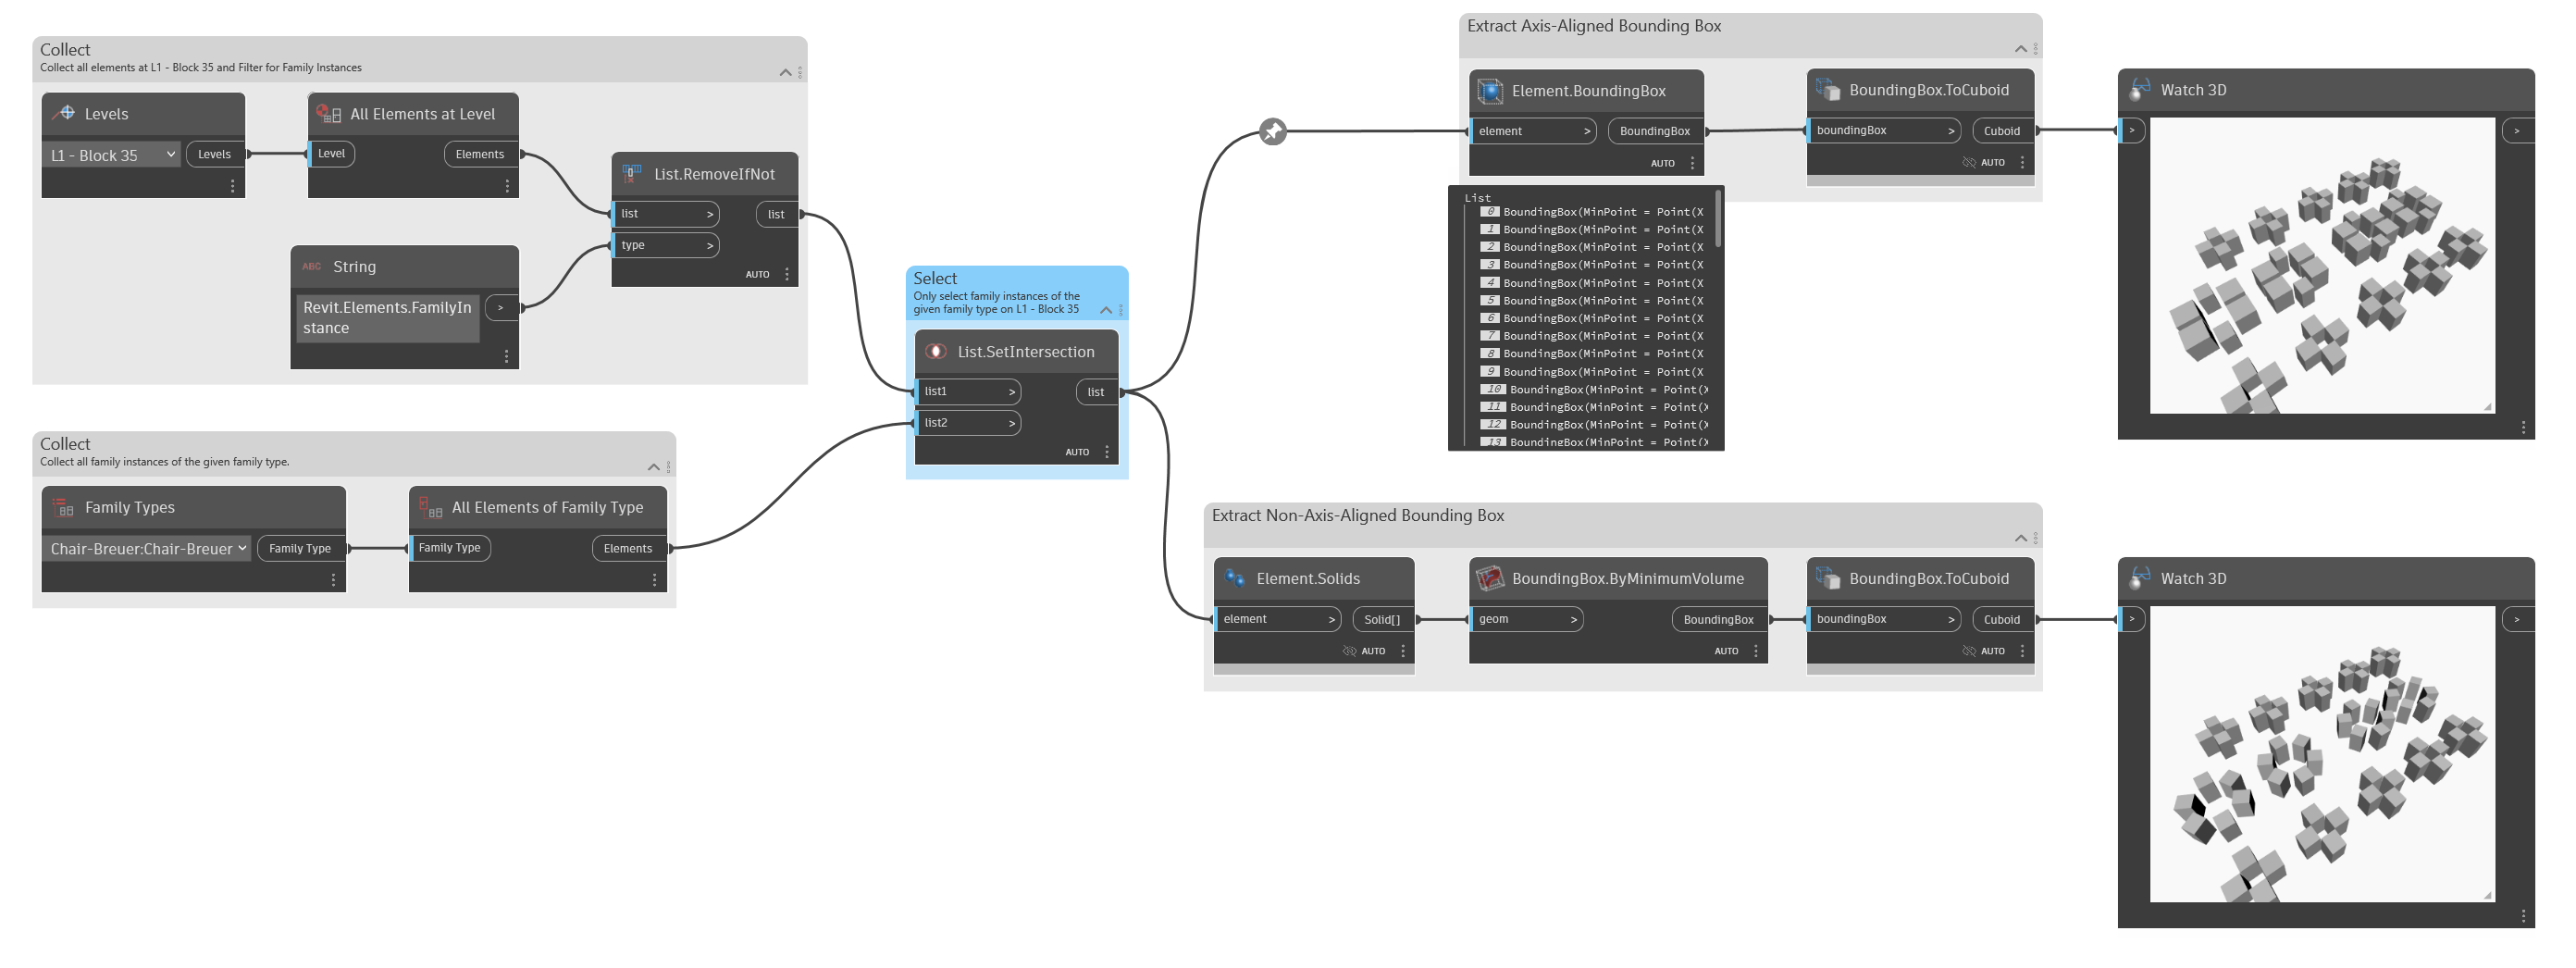 Collect
Collect all elements at L1 - Block 35 and Filter for Family Instances
Levels
L1 - Block 35
Levels
All Elements at Level
Level
Elements
List.RemoveIfNot
list
>
list
type
>
AUTO
ABC
String
Revit.Elements.FamilyIn
stance
>
Collect
Collect all family instances of the given family type.
Family Types
Chair-Breuer:Chair-Breuer
Family Type
All Elements of Family Type
Family Type
Elements
Select
Only select family instances of the
given family type on L1 - Block 35
List.SetIntersection
list1
>
list
list2
>
AUTO
Extract Axis-Aligned Bounding Box
Element.BoundingBox
element
>
BoundingBox
AUTO
List
0 BoundingBox(MinPoint = Point(X
1 BoundingBox(MinPoint = Point(X
2 BoundingBox(MinPoint = Point(X
3 BoundingBox(MinPoint = Point(X
4 BoundingBox(MinPoint = Point(X
5 BoundingBox(MinPoint = Point(X
6 BoundingBox(MinPoint = Point(X
7 BoundingBox(MinPoint = Point(X
8 BoundingBox(MinPoint = Point(X
9 BoundingBox(MinPoint = Point(X
10 BoundingBox(MinPoint = Point(X
11 BoundingBox(MinPoint = Point(X
12 BoundingBox(MinPoint = Point(X
13 BoundingBox(MinPoint = Point(X
BoundingBox.ToCuboid
boundingBox
>
Cuboid
AUTO
Watch 3D
>
>
Extract Non-Axis-Aligned Bounding Box
Element.Solids
element
>
Solid[]
AUTO
BoundingBox.ByMinimumVolume
geom
>
BoundingBox
AUTO
BoundingBox.ToCuboid
boundingBox
>
Cuboid
AUTO
Watch 3D
>
>